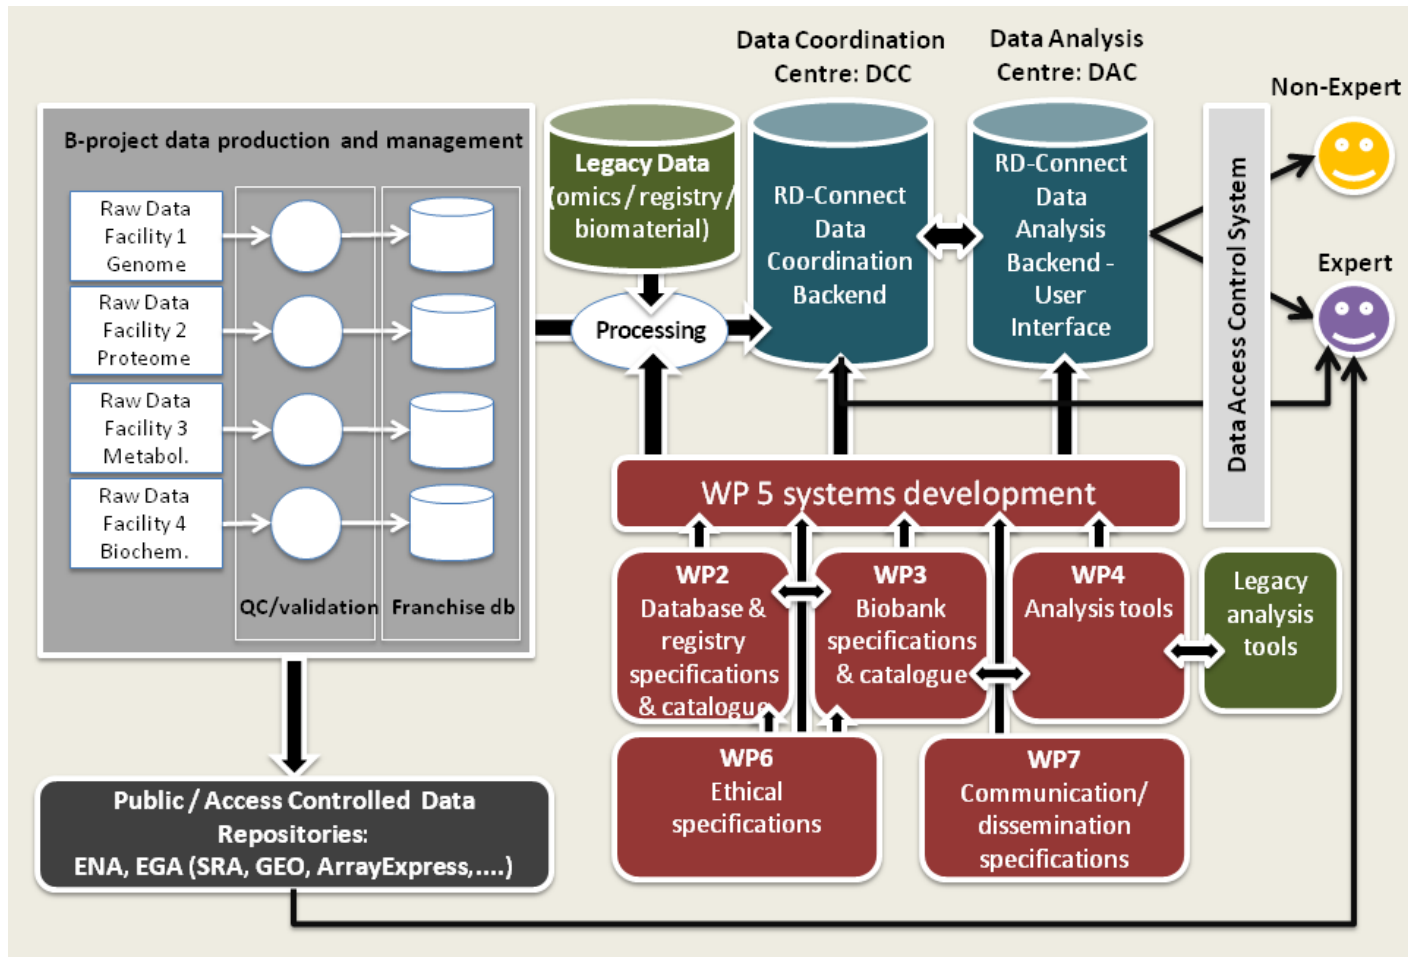 Data Coordination
Centre: DCC
Data Analysis
Centre: DAC
Non-Expert
B-project data production and management
Raw Data
Facility 1
Genome
Raw Data
Facility 2
Proteome
Raw Data
Facility 3
Metabol.
Raw Data
Facility 4
Biochem.
QC/validation
Franchise db
Legacy Data
(omics / registry /
biomaterial)
Processing
RD-Connect
Data
Coordination
Backend
RD-Connect
Data
Analysis
Backend -
User
Interface
Data Access Control System
Expert
WP 5 systems development
WP2
Database &
registry
specifications
& catalogue
WP3
Biobank
specifications
& catalogue
WP4
Analysis tools
Legacy
analysis
tools
WP6
Ethical
specifications
WP7
Communication/
dissemination
specifications
Public / Access Controlled Data
Repositories:
ENA, EGA (SRA, GEO, ArrayExpress,....)